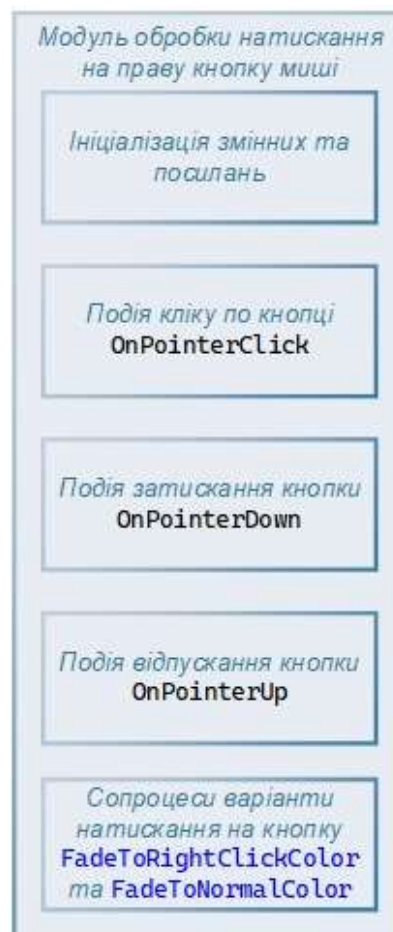 Модуль обробки натискання
на праву кнопку миші
Ініціалізація змінних та
посилань
Подія кліку по кнопці
OnPointerClick
Подія затискання кнопки
OnPointerDown
Подія відпускання кнопки
OnPointerUp
Сопроцеси варіанти
натискання на кнопку
FadeToRightClickColor
та FadeToNormalColor